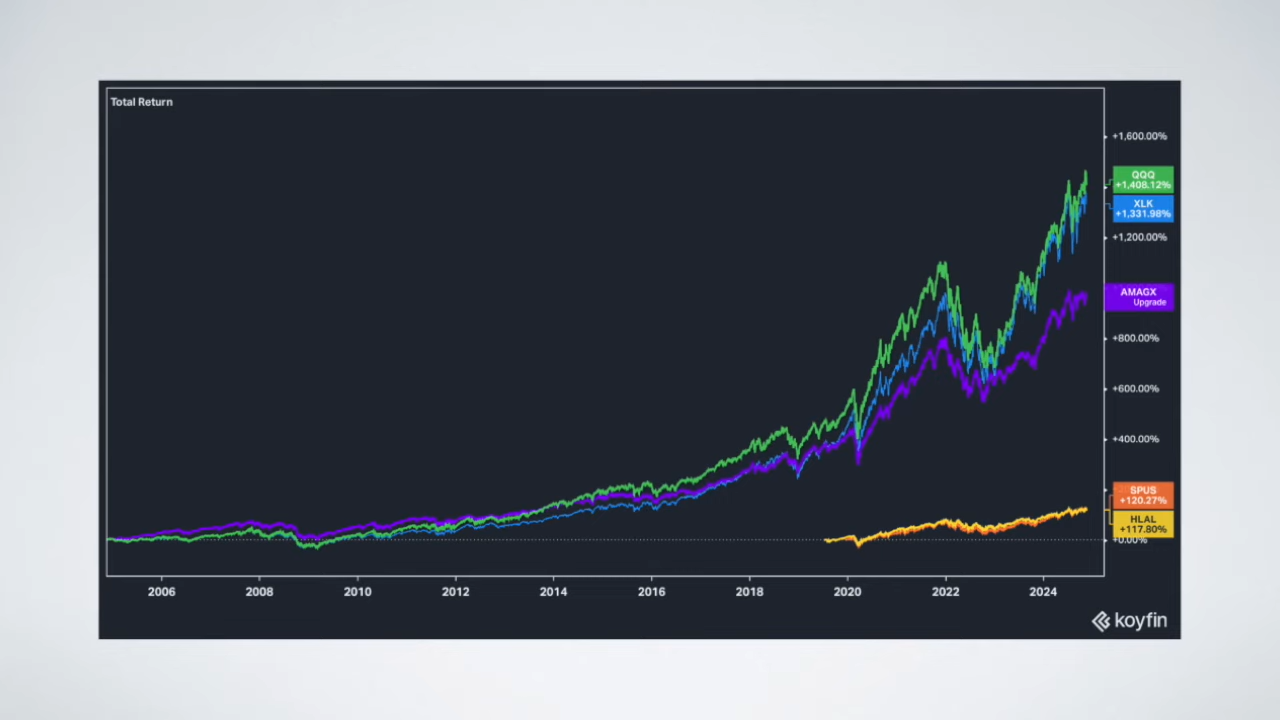 Total Return
+1,600.00%
QQQ
+1,408.12%
XLK
+1,331.98%
+1,200.00%
AMAGX
Upgrade
+800.00%
+600.00%
+400.00%
SPUS
+120.27%
HLAL
+117.80%
+0.00%
2006 2008 2010 2012 2014 2016 2018 2020 2022 2024
koyfin